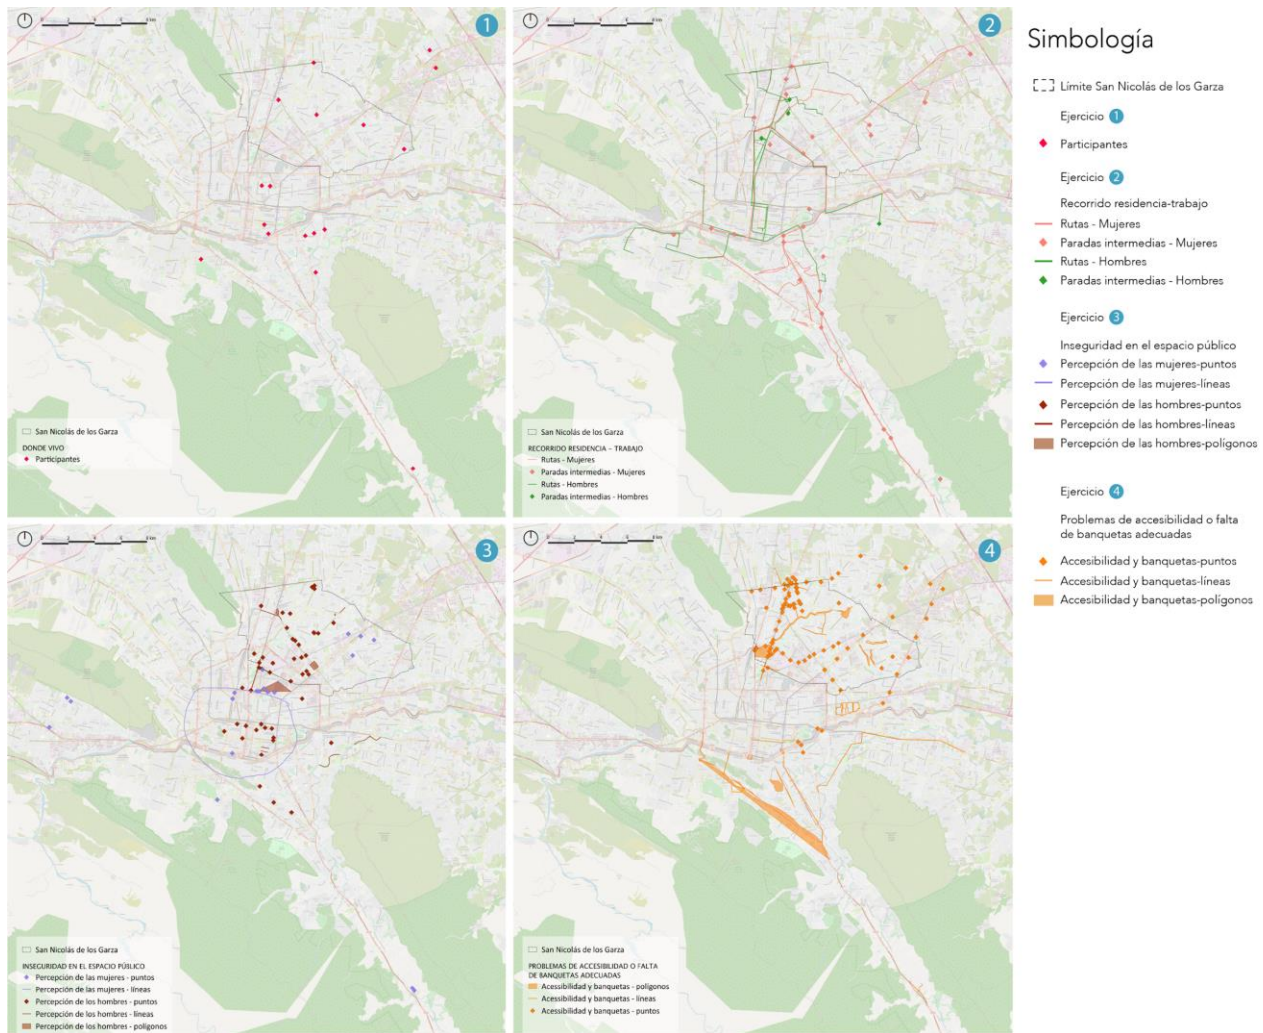 1
2
Simbología
Límite San Nicolás de los Garza
Ejercicio 1
Participantes
Ejercicio 2
Recorrido residencia-trabajo
Rutas - Mujeres
Paradas intermedias - Mujeres
Rutas - Hombres
Paradas intermedias - Hombres
Ejercicio 3
Inseguridad en el espacio público
Percepción de las mujeres-puntos
Percepción de las mujeres-líneas
Percepción de las hombres-puntos
Percepción de las hombres-líneas
Percepción de las hombres-polígonos
Ejercicio 4
Problemas de accesibilidad o falta
de banquetas adecuadas
Accesibilidad y banquetas-puntos
Accesibilidad y banquetas-líneas
Accesibilidad y banquetas-polígonos
San Nicolás de los Garza
DONDE VIVO
Participantes
San Nicolás de los Garza
RECORRIDO RESIDENCIA – TRABAJO
Rutas - Mujeres
Paradas intermedias - Mujeres
Rutas - Hombres
Paradas intermedias - Hombres
3
4
San Nicolás de los Garza
INSEGURIDAD EN EL ESPACIO PÚBLICO
Percepción de las mujeres - puntos
Percepción de las mujeres - líneas
Percepción de los hombres - puntos
Percepción de los hombres - líneas
Percepción de los hombres - polígonos
San Nicolás de los Garza
PROBLEMAS DE ACCESIBILIDAD O FALTA
DE BANQUETAS ADECUADAS
Acessibilidad y banquetas - polígonos
Acessibilidad y banquetas - líneas
Acessibilidad y banquetas - puntos